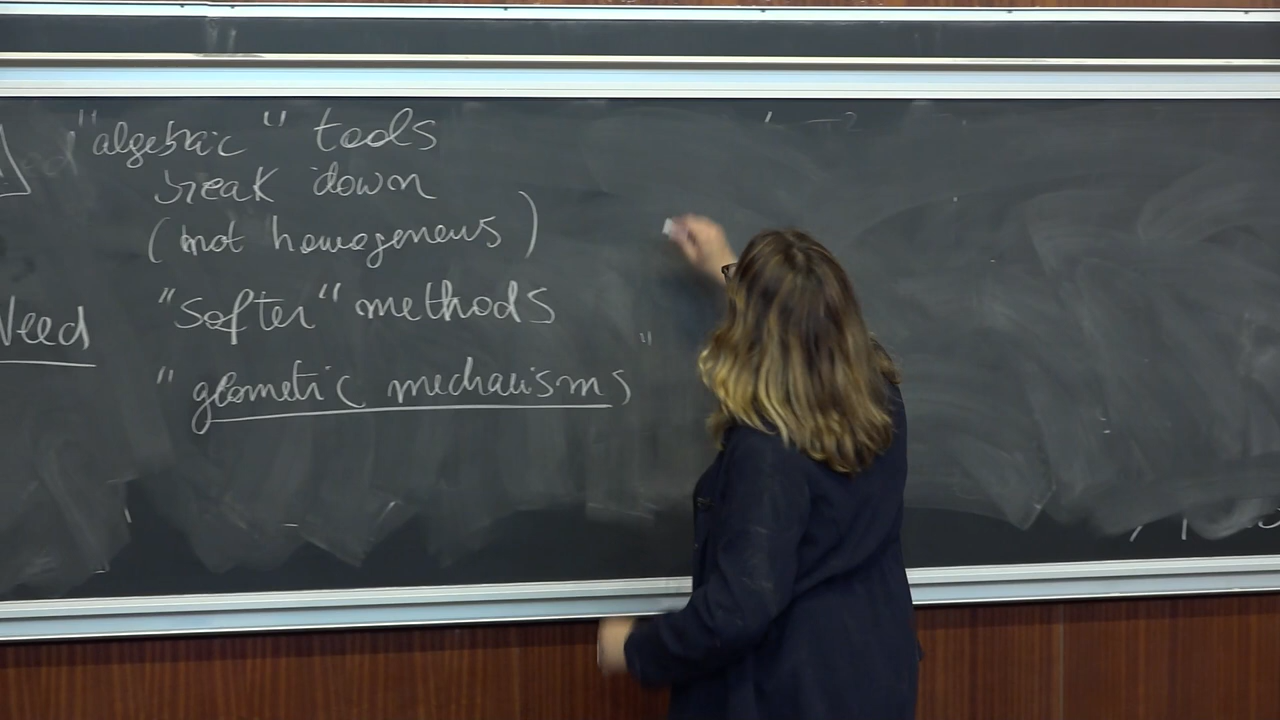 "algebraic" tools
break down
(not homogeneous)
Need "softer" methods
"geometric mechanisms"